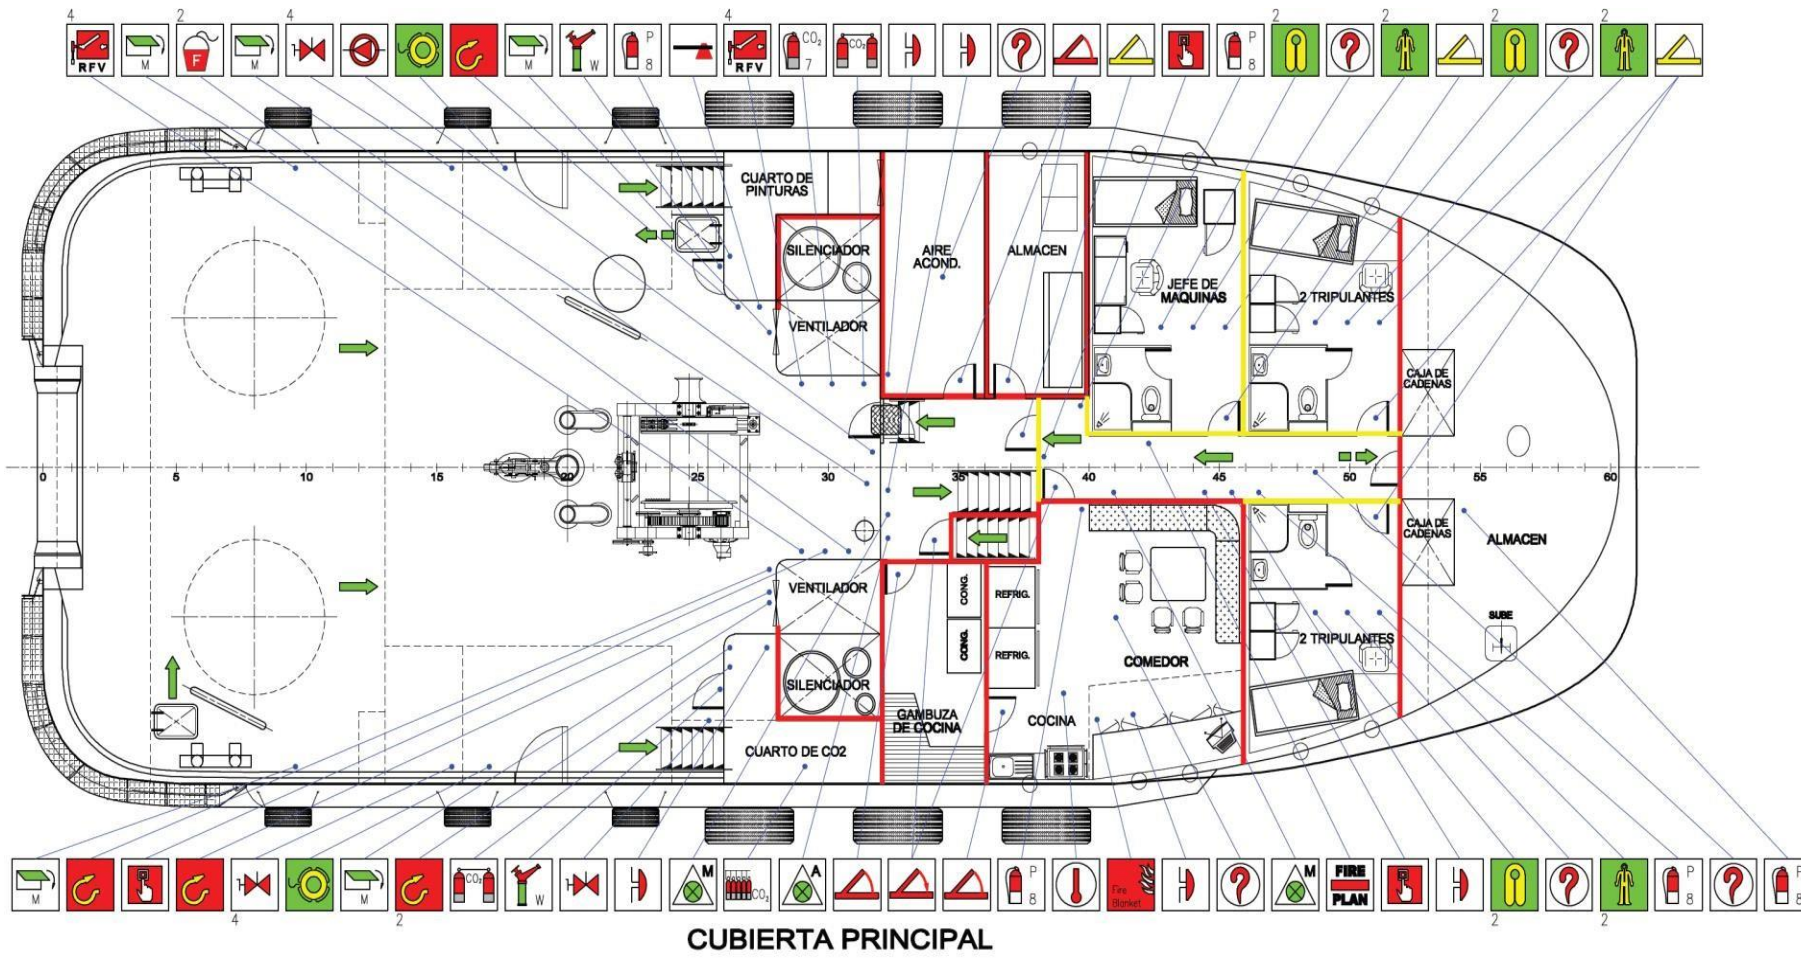 4 2 4 4 2 2 2 2
RFV M F M M W P 8 RFV CO₂ 7 CO₂ P 8
CUARTO DE
PINTURAS
SILENCIADOR
AIRE
ACOND.
ALMACEN
JEFE DE
MAQUINAS
2 TRIPULANTES
VENTILADOR
CAJA DE
CADENAS
0 5 10 15 20 25 30 35 40 45 50 55 60
CAJA DE
CADENAS
ALMACEN
VENTILADOR
CONG.
REFRIG.
SUBE
CONG.
REFRIG.
COMEDOR
2 TRIPULANTES
SILENCIADOR
GAMBUZA
DE COCINA
COCINA
CUARTO DE CO2
M M CO₂ W M CO₂ A P 8 Fire
Blanket M FIRE
PLAN P 8 P 8
4 2 2 2
CUBIERTA PRINCIPAL